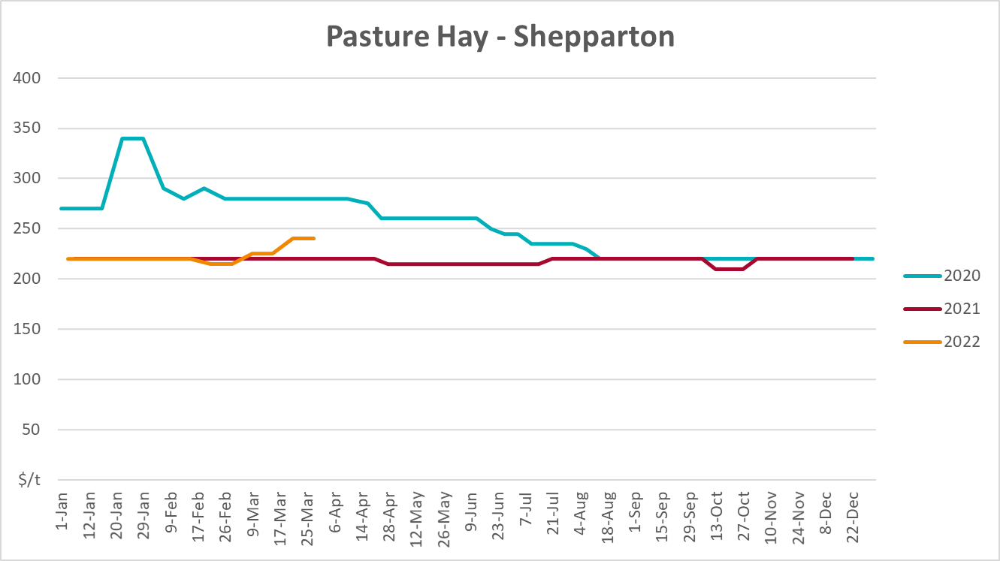 Pasture Hay - Shepparton
400
350
300
250
200
150
100
50
$/t
1-Jan
12-Jan
20-Jan
29-Jan
9-Feb
17-Feb
26-Feb
9-Mar
17-Mar
25-Mar
6-Apr
14-Apr
28-Apr
12-May
26-May
9-Jun
23-Jun
7-Jul
21-Jul
4-Aug
18-Aug
1-Sep
15-Sep
29-Sep
13-Oct
27-Oct
10-Nov
24-Nov
8-Dec
22-Dec
2020
2021
2022